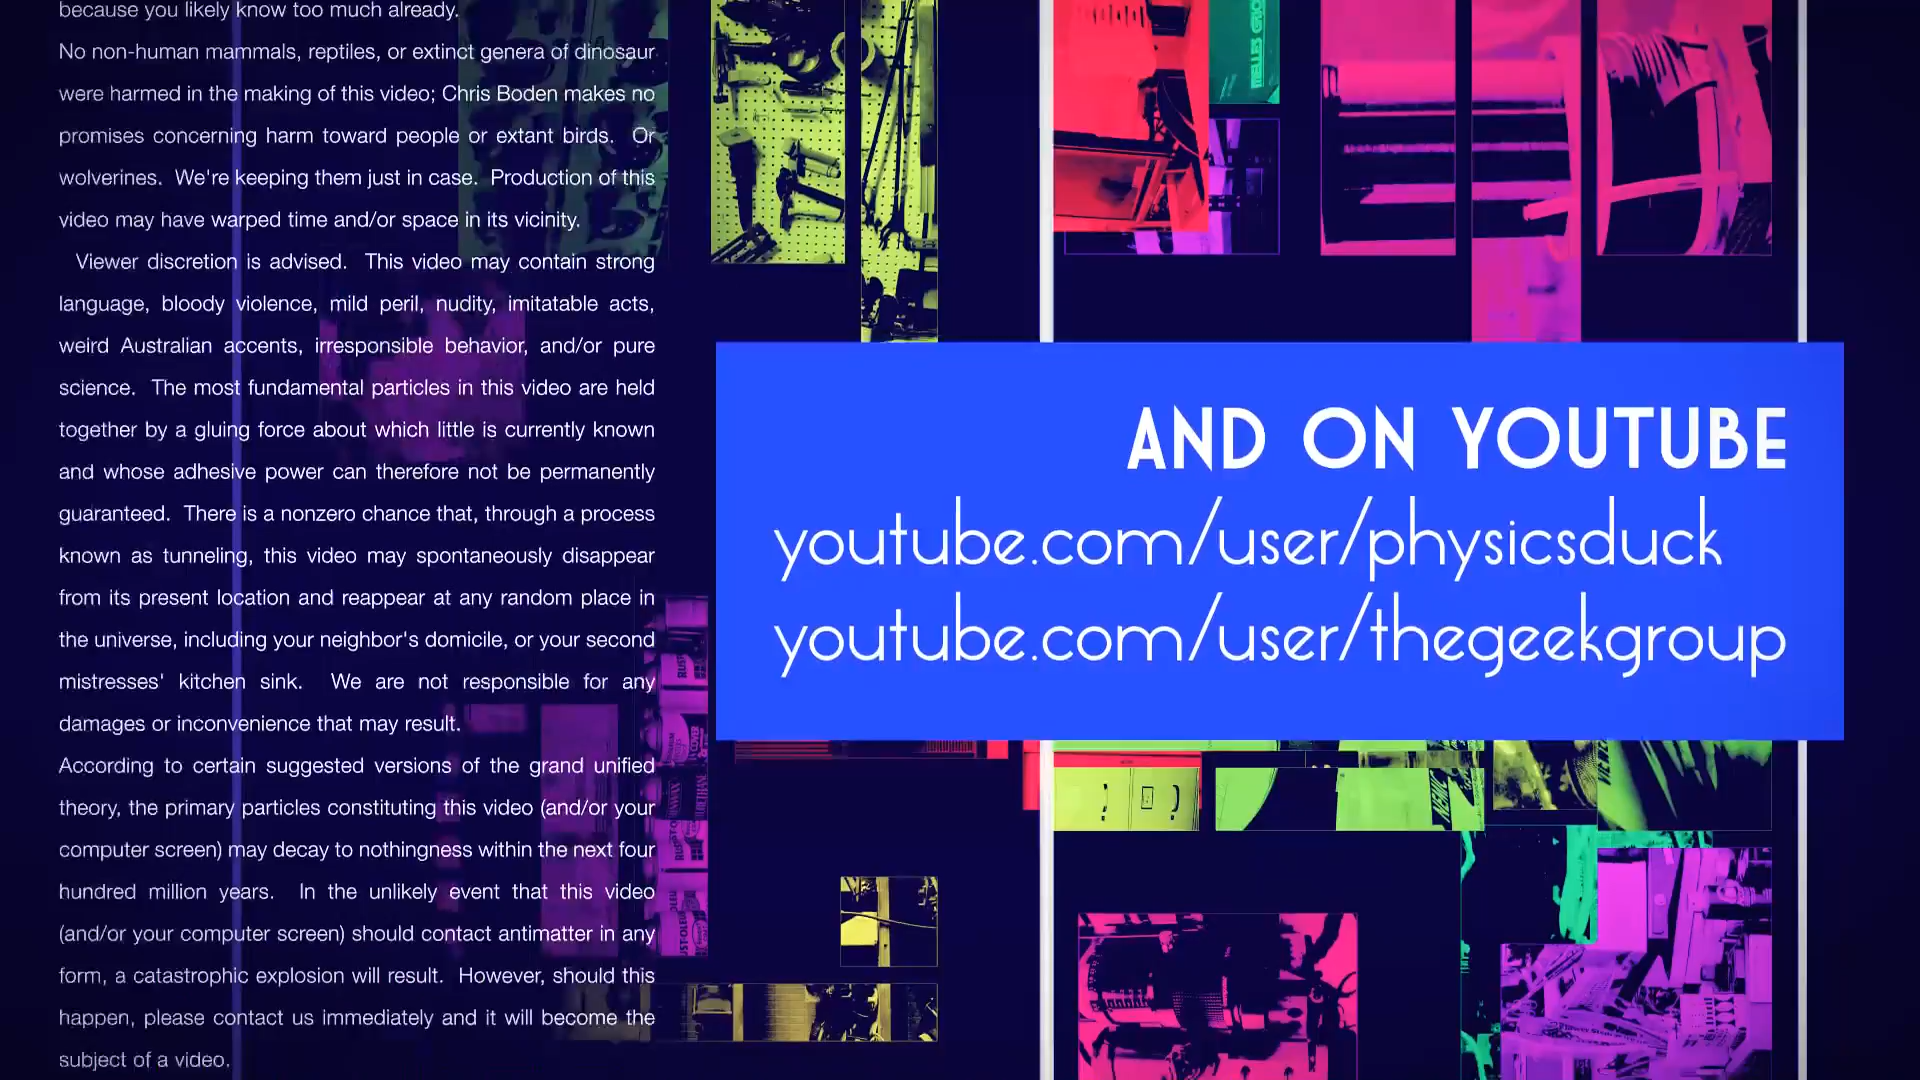 because you likely know too much already.
No non-human mammals, reptiles, or extinct genera of dinosaur
were harmed in the making of this video; Chris Boden makes no
promises concerning harm toward people or extant birds. Or
wolverines. We're keeping them just in case. Production of this
video may have warped time and/or space in its vicinity.
Viewer discretion is advised. This video may contain strong
language, bloody violence, mild peril, nudity, imitatable acts,
weird Australian accents, irresponsible behavior, and/or pure
science. The most fundamental particles in this video are held
together by a gluing force about which little is currently known
and whose adhesive power can therefore not be permanently
guaranteed. There is a nonzero chance that, through a process
known as tunneling, this video may spontaneously disappear
from its present location and reappear at any random place in
the universe, including your neighbor's domicile, or your second
mistresses' kitchen sink. We are not responsible for any
damages or inconvenience that may result.
According to certain suggested versions of the grand unified
theory, the primary particles constituting this video (and/or your
computer screen) may decay to nothingness within the next four
hundred million years. In the unlikely event that this video
(and/or your computer screen) should contact antimatter in any
form, a catastrophic explosion will result. However, should this
happen, please contact us immediately and it will become the
subject of a video.
AND ON YOUTUBE
youtube.com/user/physicsduck
youtube.com/user/thegeekgroup